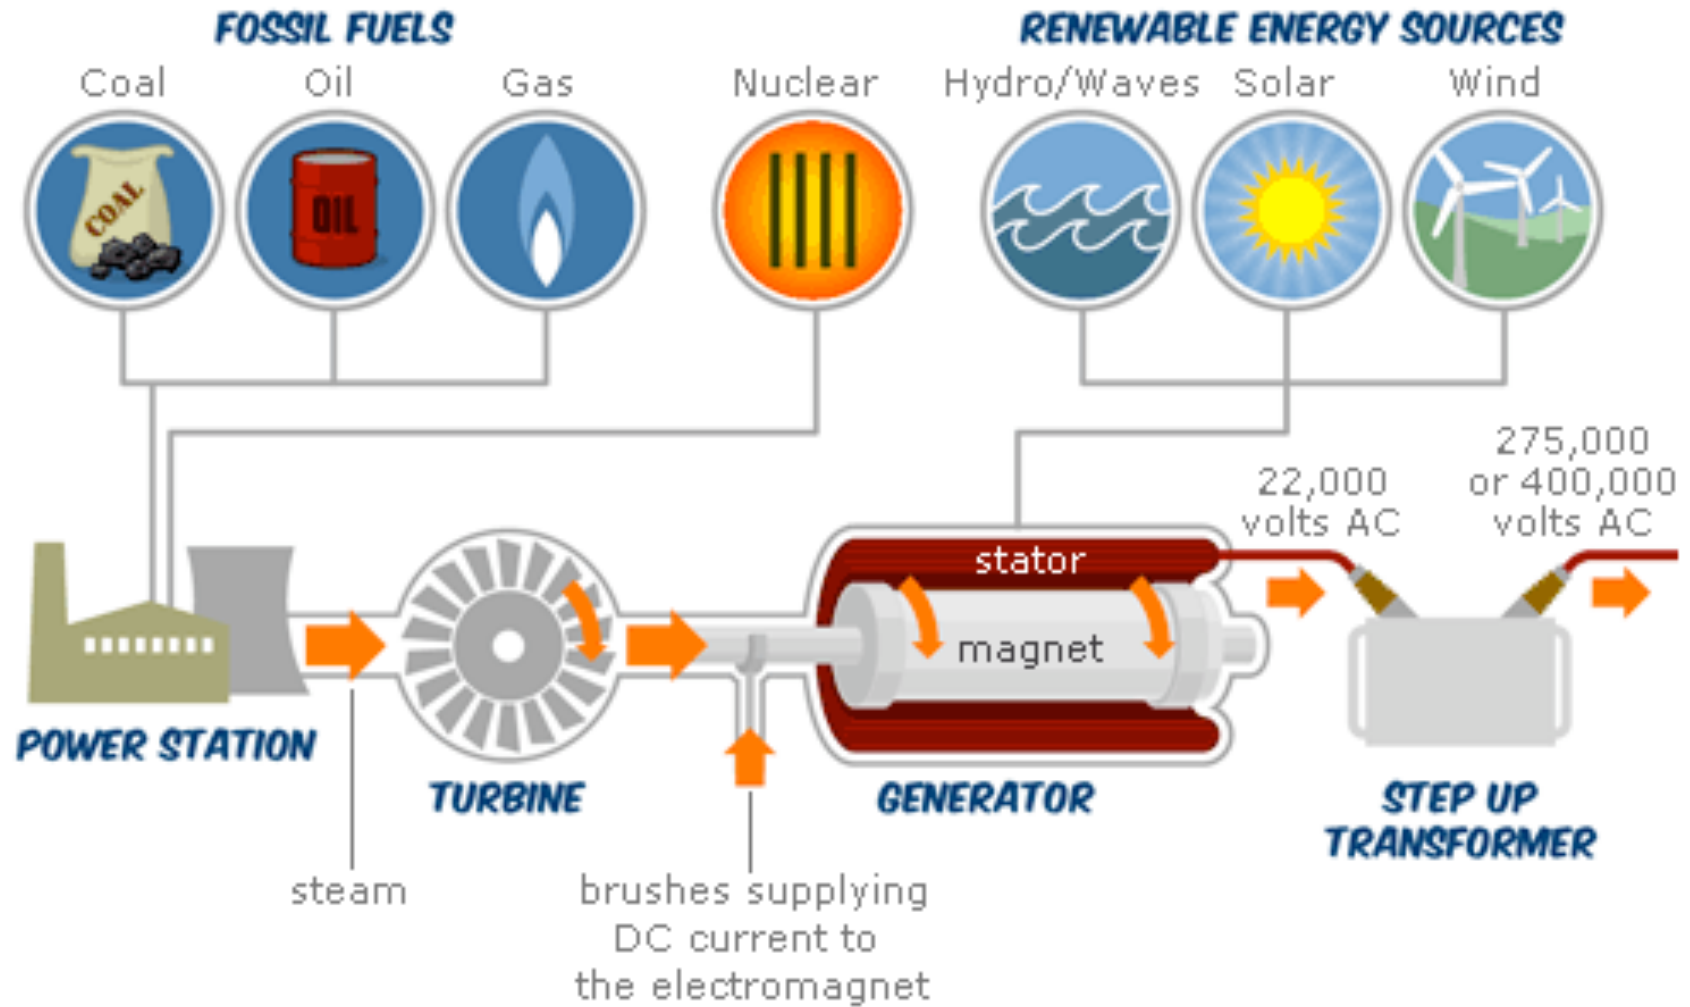 FOSSIL FUELS
RENEWABLE ENERGY SOURCES
Coal
Oil
Gas
Nuclear
Hydro/Waves
Solar
Wind
COAL
OIL
275,000
or 400,000
volts AC
22,000
volts AC
stator
magnet
POWER STATION
TURBINE
GENERATOR
STEP UP
TRANSFORMER
steam
brushes supplying
DC current to
the electromagnet